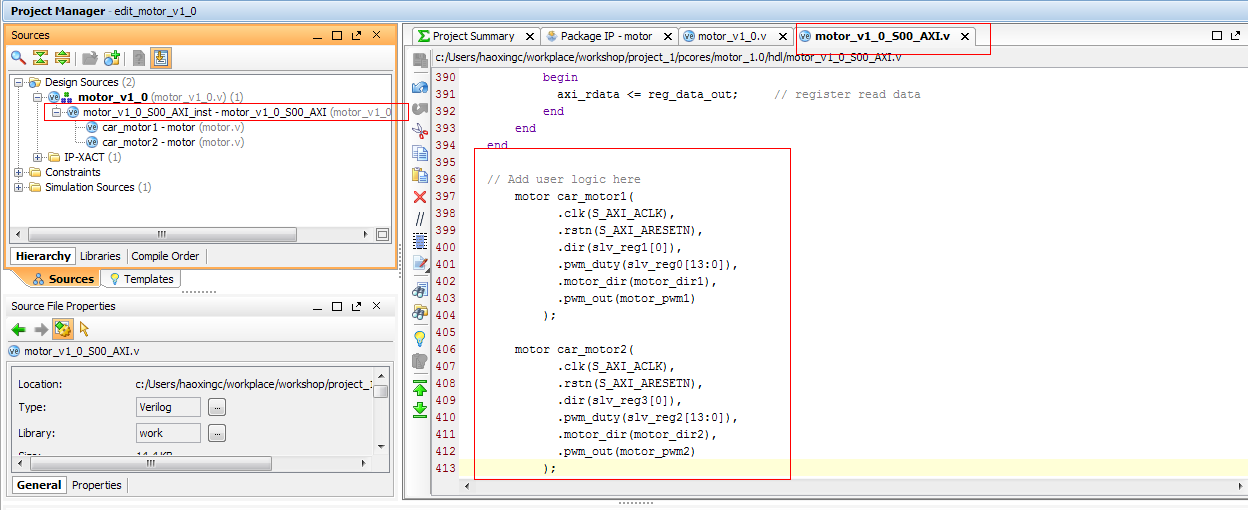 Project Manager - edit_motor_v1_0
Sources
Design Sources (2)
motor_v1_0 (motor_v1_0.v) (1)
motor_v1_0_S00_AXI_inst - motor_v1_0_S00_AXI (motor_v1_0
car_motor1 - motor (motor.v)
car_motor2 - motor (motor.v)
IP-XACT (1)
Constraints
Simulation Sources (1)
Hierarchy Libraries Compile Order
Sources Templates
Source File Properties
motor_v1_0_S00_AXI.v
Location: c:/Users/haoxingc/workplace/workshop/project_1
Type: Verilog ...
Library: work ...
Size: 14.4 KB
General Properties
Project Summary Package IP - motor motor_v1_0.v motor_v1_0_S00_AXI.v
c:/Users/haoxingc/workplace/workshop/project_1/pcores/motor_1.0/hdl/motor_v1_0_S00_AXI.v
390 begin
391 axi_rdata <= reg_data_out; // register read data
392 end
393 end
394 end
395
396 // Add user logic here
397 motor car_motor1(
398 .clk(S_AXI_ACLK),
399 .rstn(S_AXI_ARESETN),
400 .dir(slv_reg1[0]),
401 .pwm_duty(slv_reg0[13:0]),
402 .motor_dir(motor_dir1),
403 .pwm_out(motor_pwm1)
404 );
405
406 motor car_motor2(
407 .clk(S_AXI_ACLK),
408 .rstn(S_AXI_ARESETN),
409 .dir(slv_reg3[0]),
410 .pwm_duty(slv_reg2[13:0]),
411 .motor_dir(motor_dir2),
412 .pwm_out(motor_pwm2)
413 );